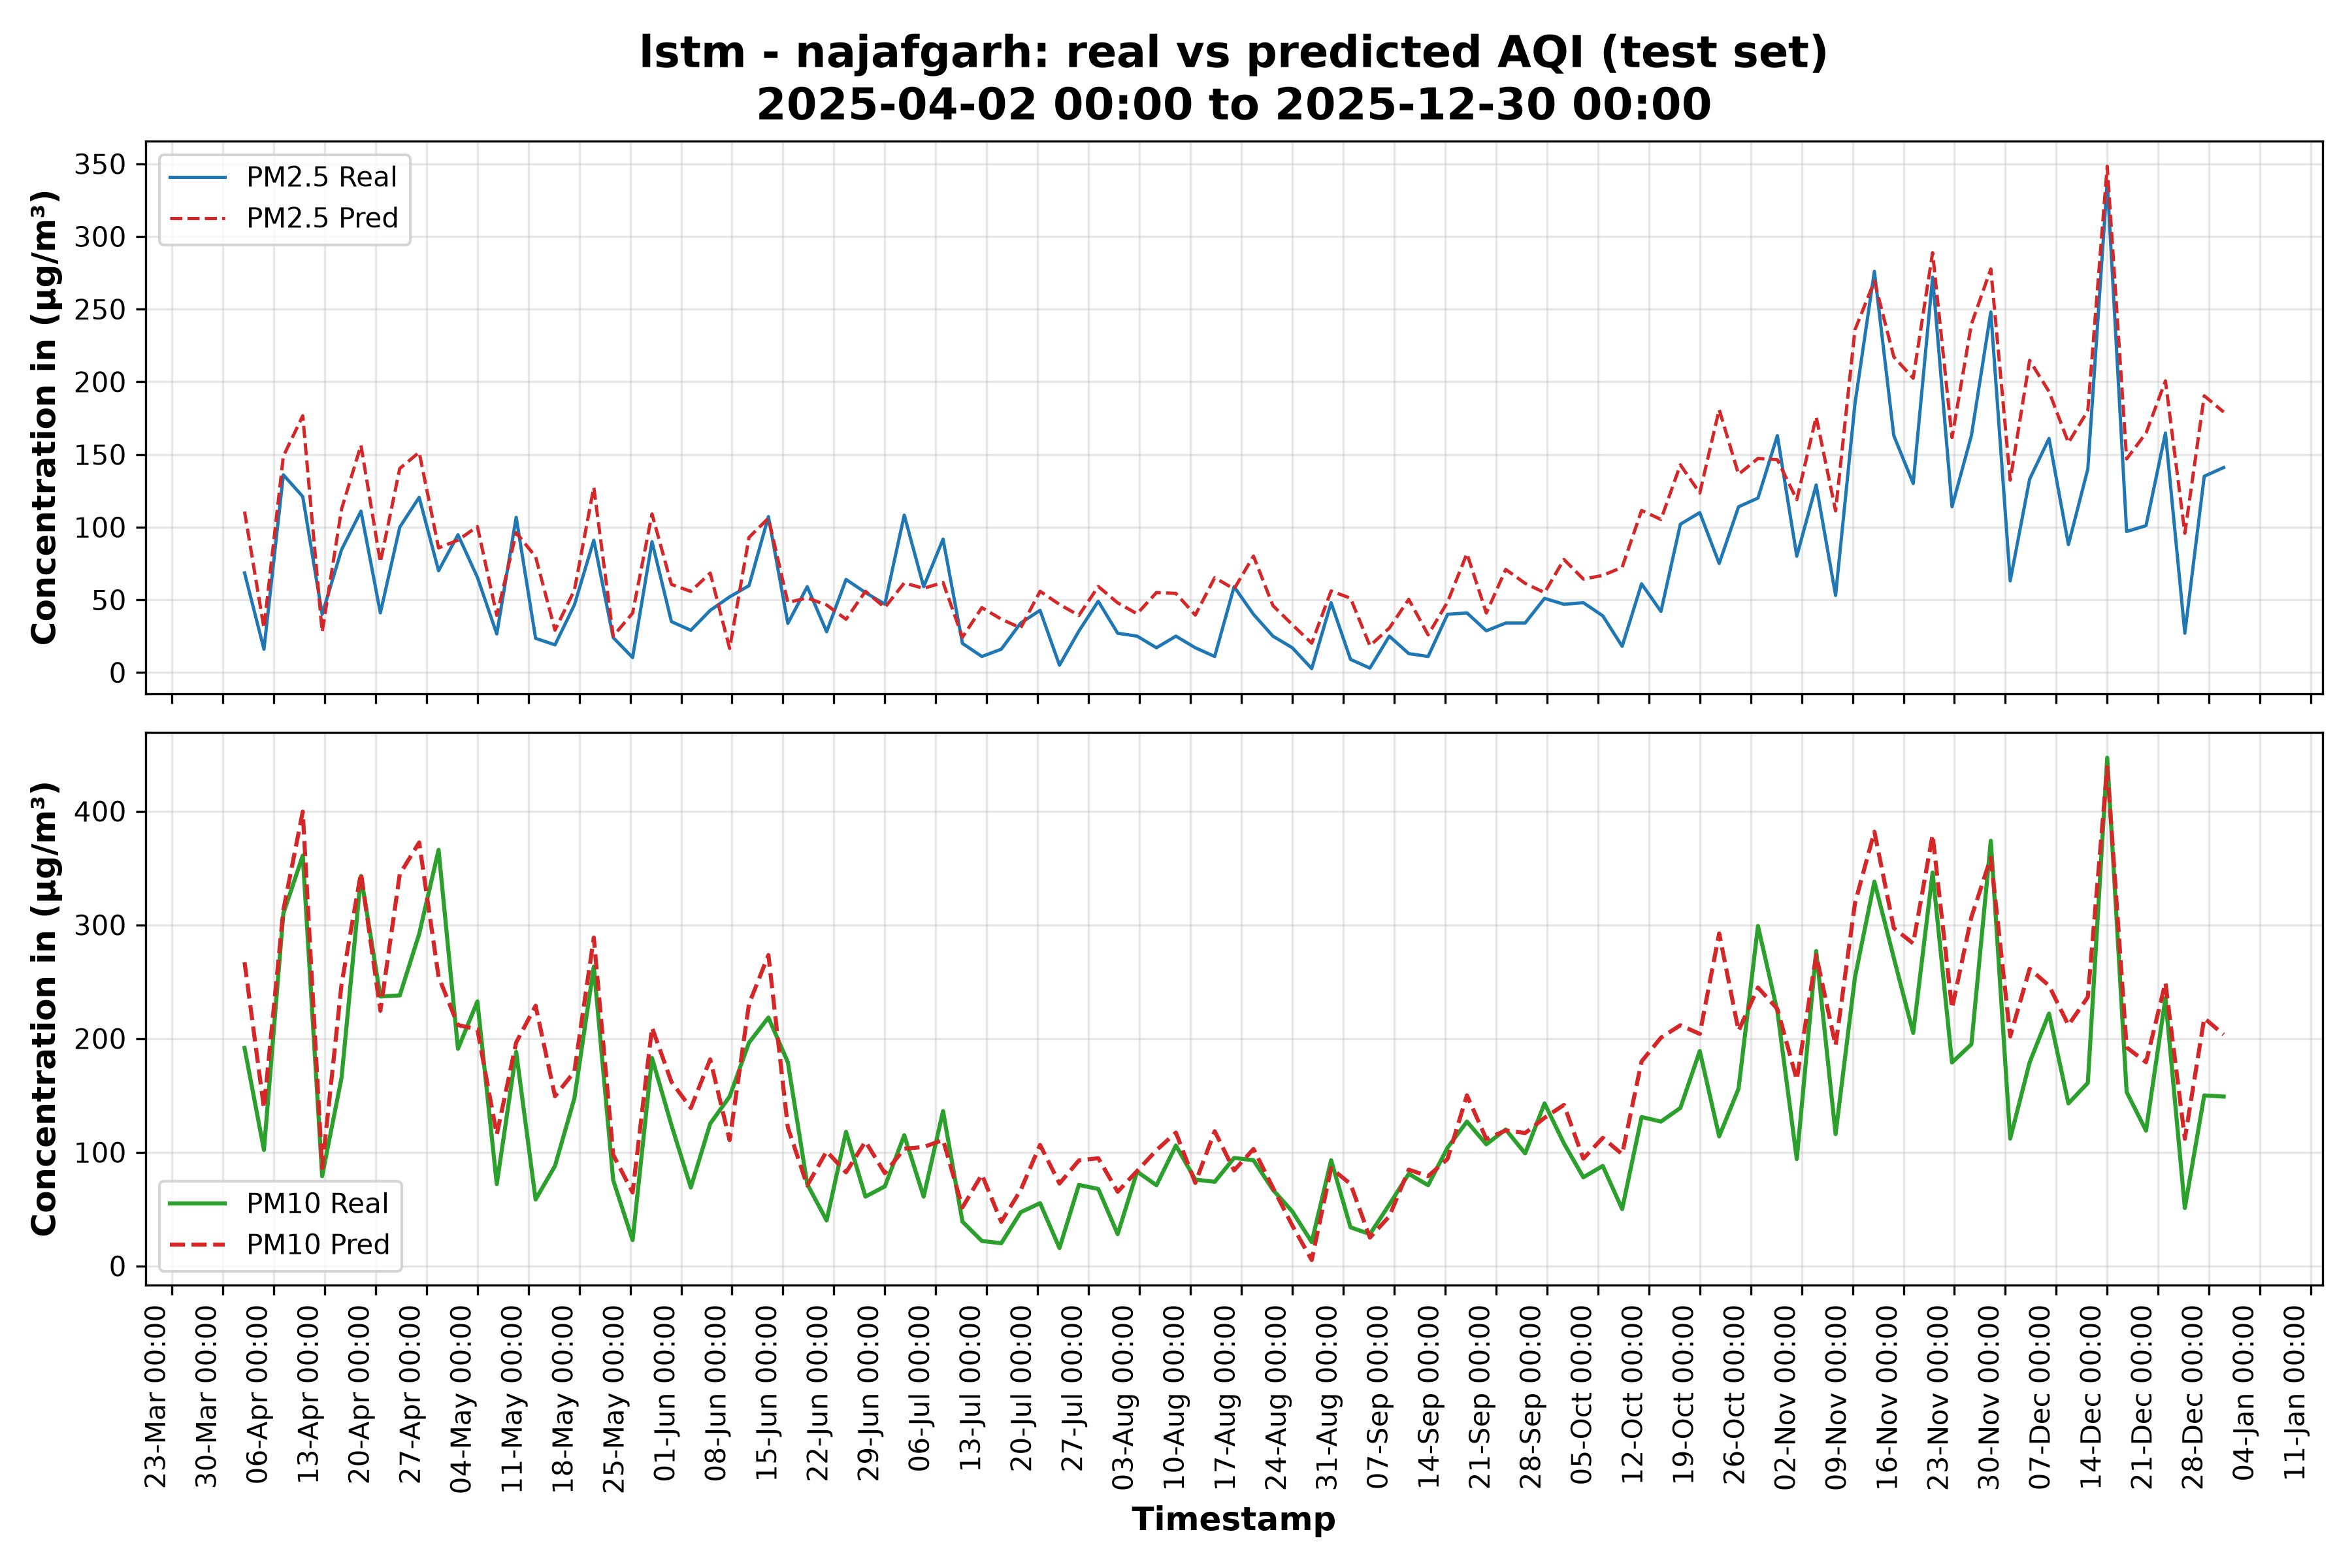 lstm - najafgarh: real vs predicted AQI (test set)
2025-04-02 00:00 to 2025-12-30 00:00
Concentration in (µg/m³)
350
300
250
200
150
100
50
0
PM2.5 Real
PM2.5 Pred
Concentration in (µg/m³)
400
300
200
100
0
PM10 Real
PM10 Pred
23-Mar 00:00
30-Mar 00:00
06-Apr 00:00
13-Apr 00:00
20-Apr 00:00
27-Apr 00:00
04-May 00:00
11-May 00:00
18-May 00:00
25-May 00:00
01-Jun 00:00
08-Jun 00:00
15-Jun 00:00
22-Jun 00:00
29-Jun 00:00
06-Jul 00:00
13-Jul 00:00
20-Jul 00:00
27-Jul 00:00
03-Aug 00:00
10-Aug 00:00
17-Aug 00:00
24-Aug 00:00
31-Aug 00:00
07-Sep 00:00
14-Sep 00:00
21-Sep 00:00
28-Sep 00:00
05-Oct 00:00
12-Oct 00:00
19-Oct 00:00
26-Oct 00:00
02-Nov 00:00
09-Nov 00:00
16-Nov 00:00
23-Nov 00:00
30-Nov 00:00
07-Dec 00:00
14-Dec 00:00
21-Dec 00:00
28-Dec 00:00
04-Jan 00:00
11-Jan 00:00
Timestamp